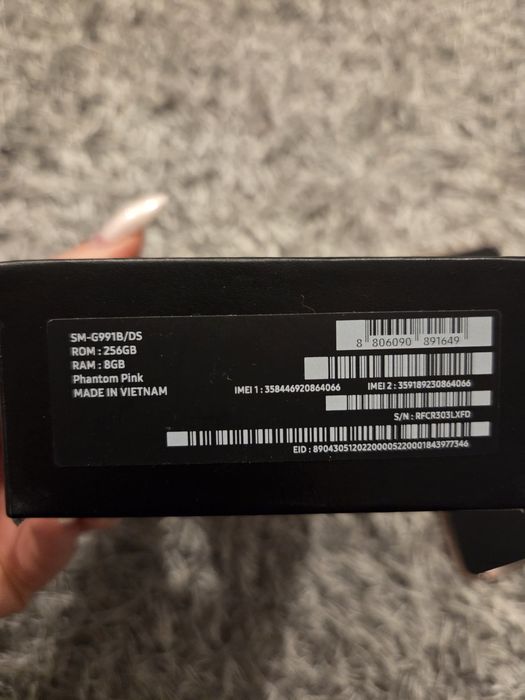 SM-G991B/DS
ROM : 256GB
RAM : 8GB
Phantom Pink
MADE IN VIETNAM
8 806090 891649
IMEI 1 : 358446920864066 IMEI 2 : 359189230864066
S/N : RFCR303LXFD
EID : 89043051202200005220001843977346